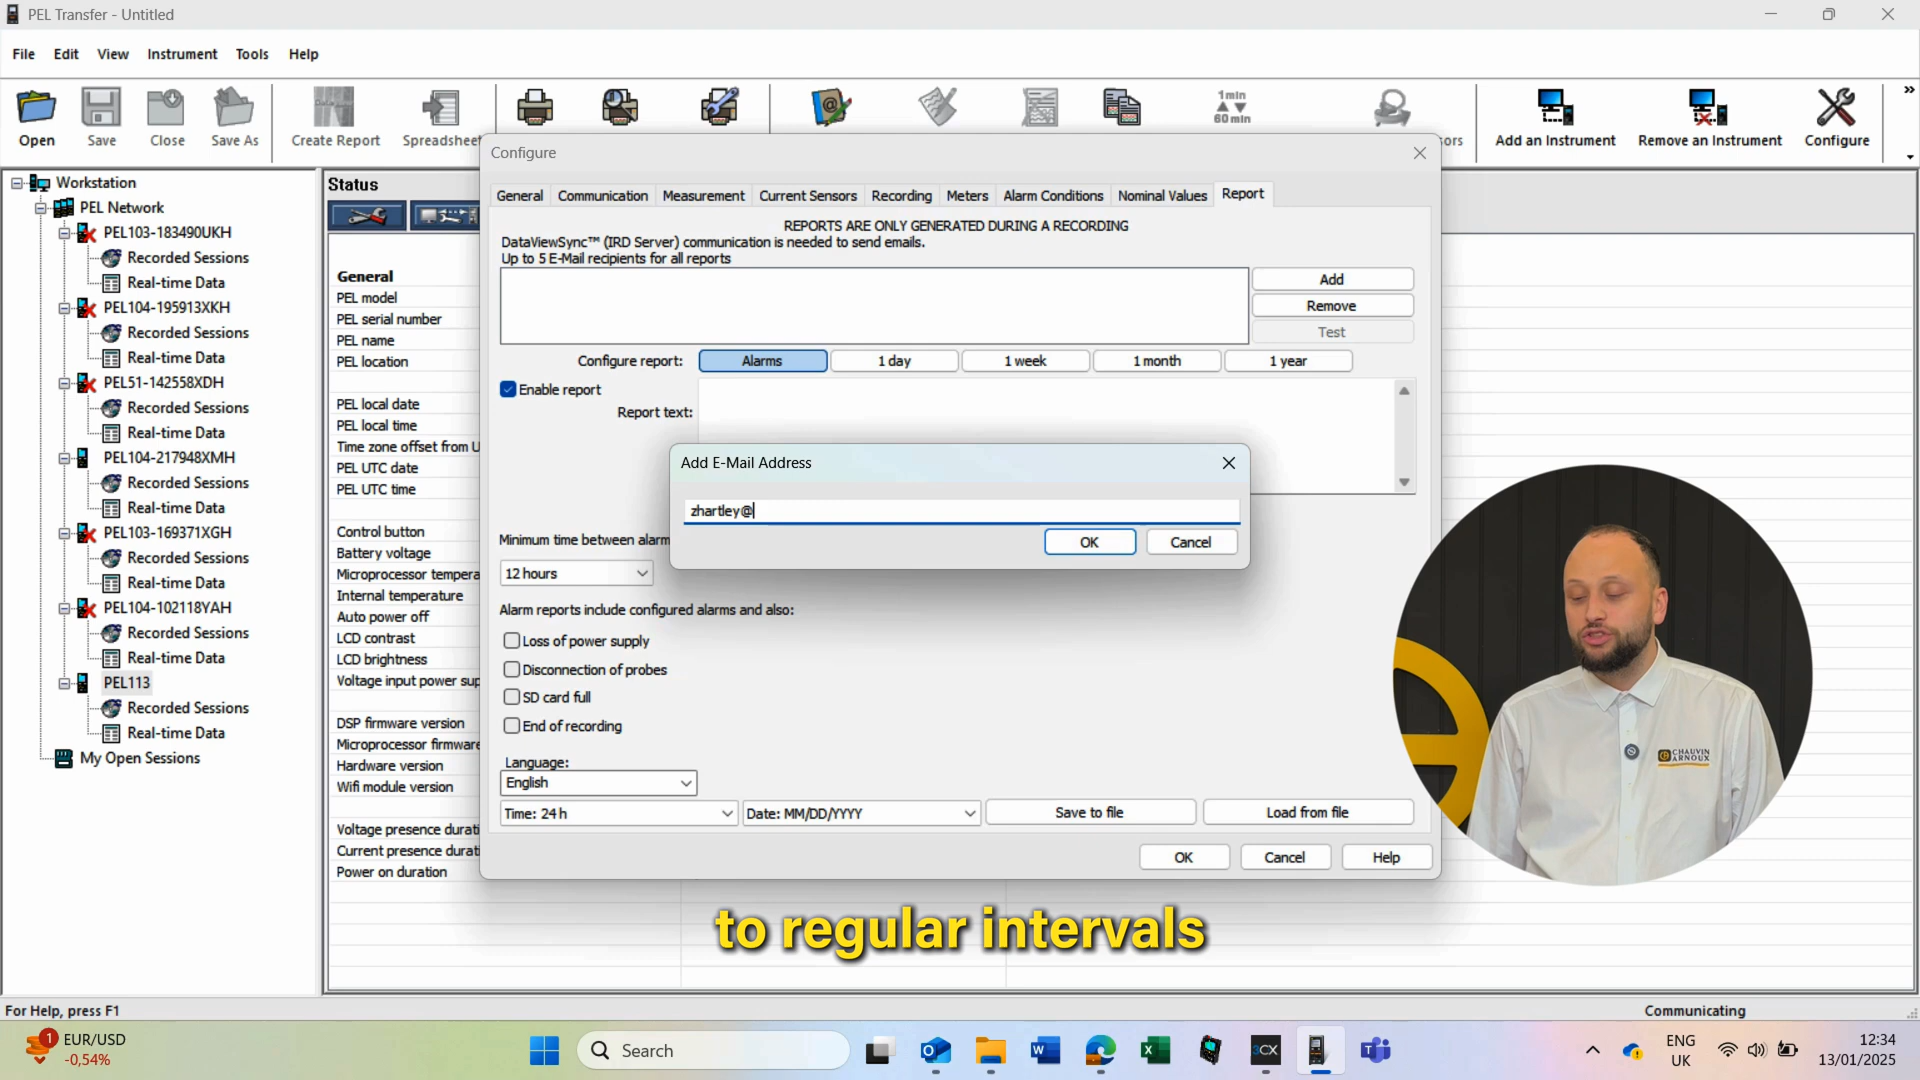 PEL Transfer - Untitled
File Edit View Instrument Tools Help
Open Save Close Save As Create Report Spreadsheet
1min
60 min
ors Add an Instrument Remove an Instrument Configure
Workstation
PEL Network
PEL103-183490UKH
Recorded Sessions
Real-time Data
PEL104-195913XKH
Recorded Sessions
Real-time Data
PEL51-142558XDH
Recorded Sessions
Real-time Data
PEL104-217948XMH
Recorded Sessions
Real-time Data
PEL103-169371XGH
Recorded Sessions
Real-time Data
PEL104-102118YAH
Recorded Sessions
Real-time Data
PEL113
Recorded Sessions
Real-time Data
My Open Sessions
Status
General
PEL model
PEL serial number
PEL name
PEL location
PEL local date
PEL local time
Time zone offset from U
PEL UTC date
PEL UTC time
Control button
Battery voltage
Microprocessor tempera
Internal temperature
Auto power off
LCD contrast
LCD brightness
Voltage input power sup
DSP firmware version
Microprocessor firmware
Hardware version
Wifi module version
Voltage presence durati
Current presence durati
Power on duration
Configure
General Communication Measurement Current Sensors Recording Meters Alarm Conditions Nominal Values Report
REPORTS ARE ONLY GENERATED DURING A RECORDING
DataViewSync™ (IRD Server) communication is needed to send emails.
Up to 5 E-Mail recipients for all reports
Add
Remove
Test
Configure report: Alarms 1 day 1 week 1 month 1 year
Enable report
Report text:
Add E-Mail Address
zhartley@
OK Cancel
Minimum time between alarm
12 hours
Alarm reports include configured alarms and also:
Loss of power supply
Disconnection of probes
SD card full
End of recording
Language:
English
Time: 24 h Date: MM/DD/YYYY Save to file Load from file
OK Cancel Help
CHAUVIN
ARNOUX
to regular intervals
For Help, press F1
Communicating
1 EUR/USD
-0,54%
Search
3CX
ENG
UK
12:34
13/01/2025